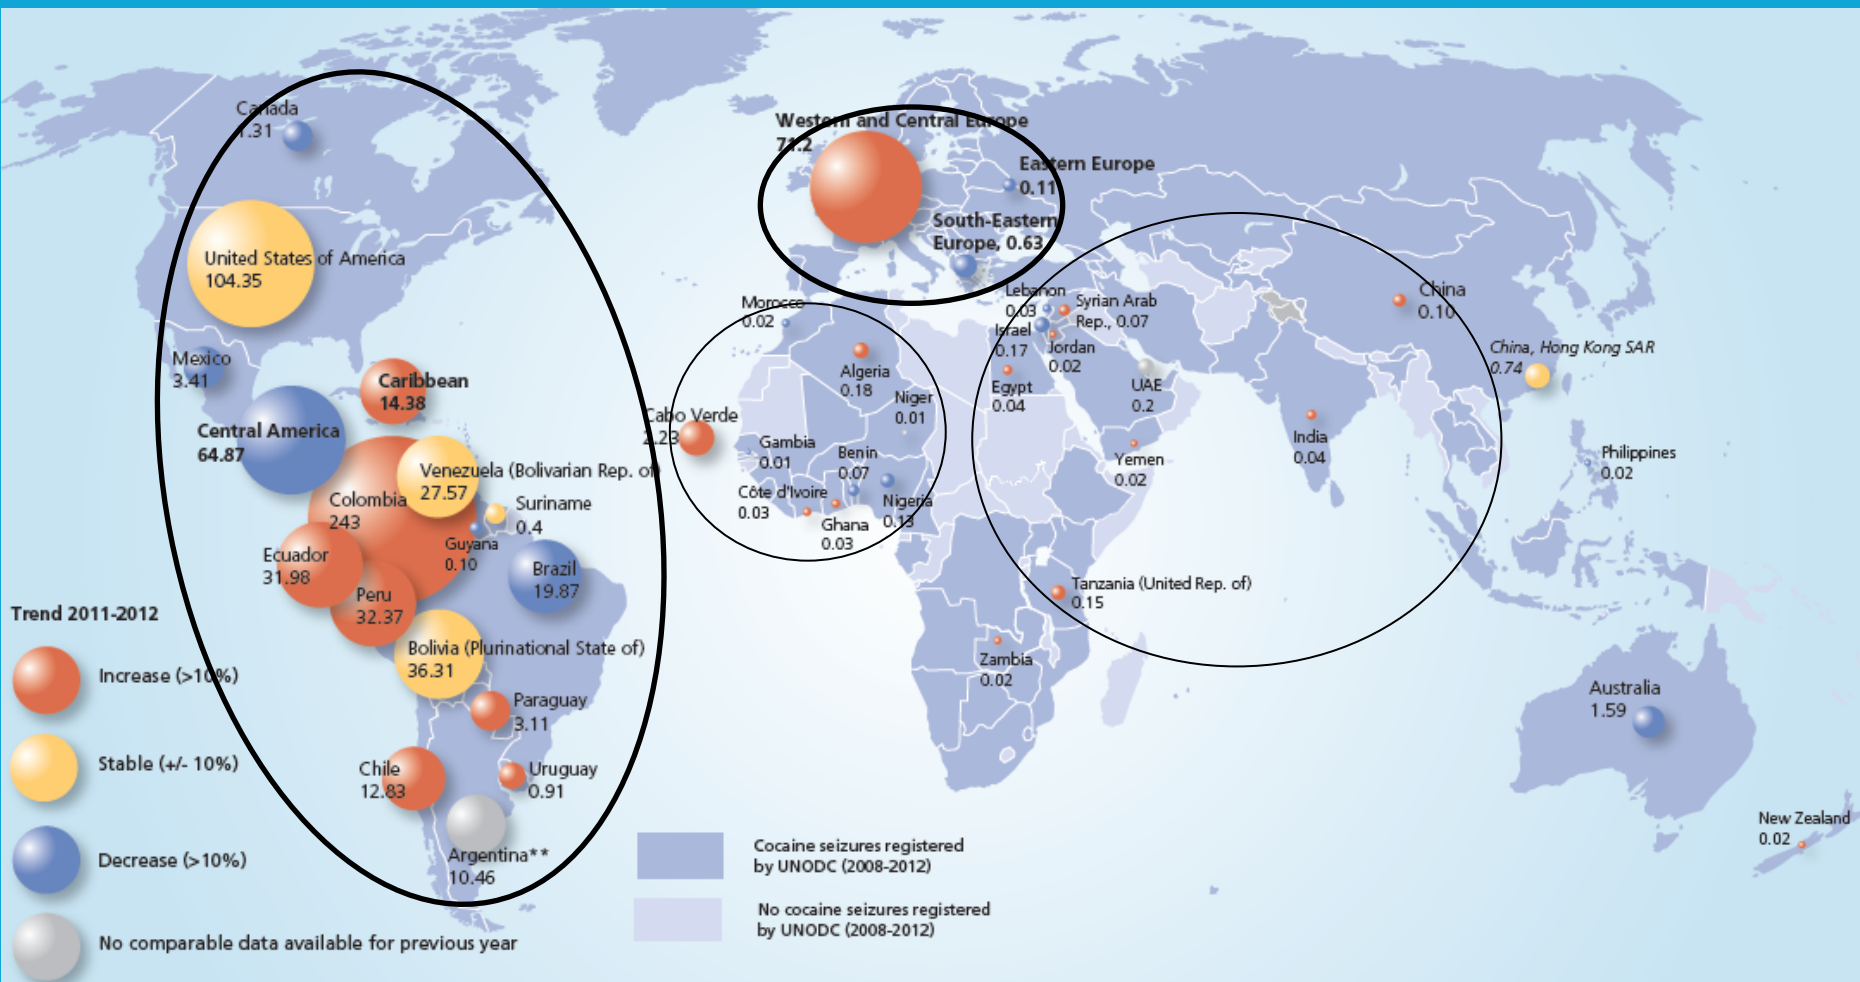 Canada
1.31
United States of America
104.35
Mexico
3.41
Caribbean
14.38
Central America
64.87
Venezuela (Bolivarian Rep. of)
27.57
Colombia
243
Suriname
0.4
Guyana
0.10
Ecuador
31.98
Brazil
19.87
Peru
32.37
Bolivia (Plurinational State of)
36.31
Paraguay
3.11
Chile
12.83
Uruguay
0.91
Argentina**
10.46
Western and Central Europe
71.2
Eastern Europe
0.11
South-Eastern
Europe, 0.63
Morocco
0.02
Algeria
0.18
Niger
0.01
Cabo Verde
2.23
Gambia
0.01
Benin
0.07
Côte d'Ivoire
0.03
Ghana
0.03
Nigeria
0.13
Lebanon
0.03
Syrian Arab
Rep., 0.07
Israel
0.17
Jordan
0.02
Egypt
0.04
UAE
0.2
Yemen
0.02
India
0.04
China
0.10
China, Hong Kong SAR
0.74
Philippines
0.02
Tanzania (United Rep. of)
0.15
Zambia
0.02
Australia
1.59
New Zealand
0.02
Trend 2011-2012
Increase (>10%)
Stable (+/- 10%)
Decrease (>10%)
No comparable data available for previous year
Cocaine seizures registered
by UNODC (2008-2012)
No cocaine seizures registered
by UNODC (2008-2012)